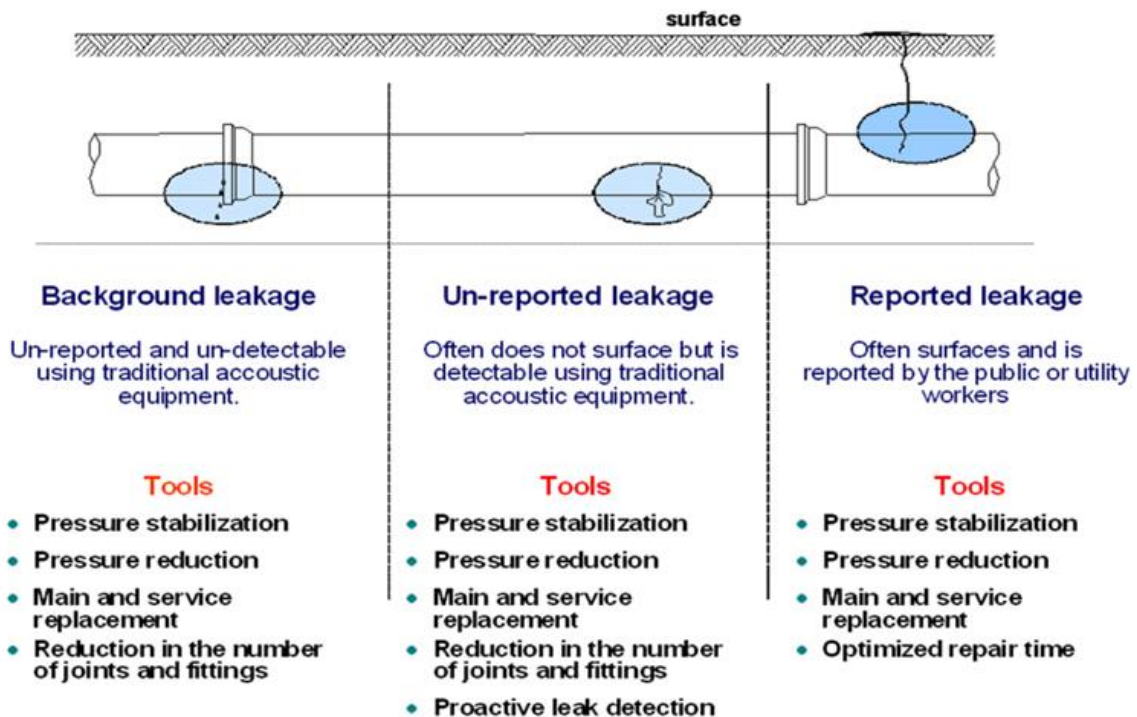 surface
Background leakage
Un-reported and un-detectable
using traditional accoustic
equipment.
Tools
• Pressure stabilization
• Pressure reduction
• Main and service
replacement
• Reduction in the number
of joints and fittings
Un-reported leakage
Often does not surface but is
detectable using traditional
accoustic equipment.
Tools
• Pressure stabilization
• Pressure reduction
• Main and service
replacement
• Reduction in the number
of joints and fittings
• Proactive leak detection
Reported leakage
Often surfaces and is
reported by the public or utility
workers
Tools
• Pressure stabilization
• Pressure reduction
• Main and service
replacement
• Optimized repair time